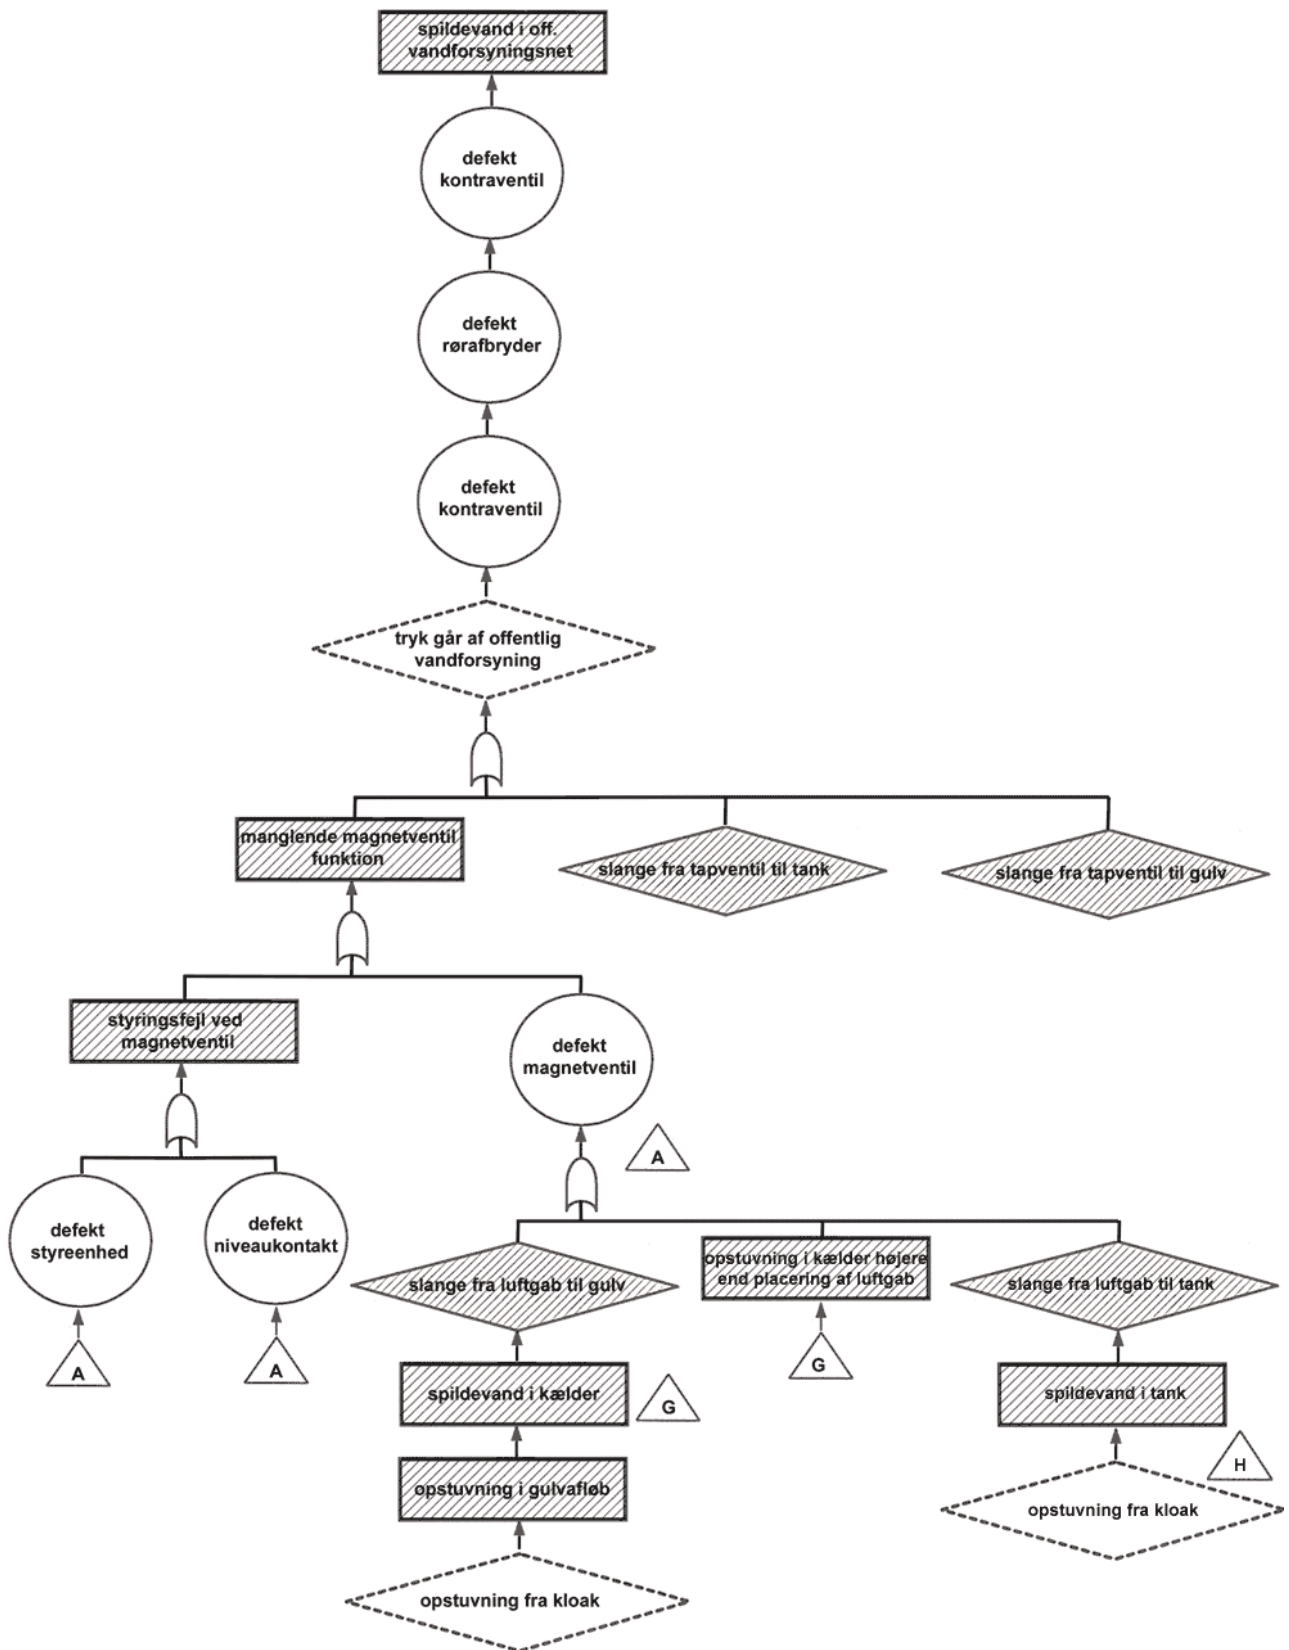 spildevand i off.
vandforsyningsnet
defekt
kontraventil
defekt
rørafbryder
defekt
kontraventil
tryk går af offentlig
vandforsyning
manglende magnetventil
funktion
slange fra tapventil til tank
slange fra tapventil til gulv
styringsfejl ved
magnetventil
defekt
magnetventil
A
defekt
styreenhed
defekt
niveaukontakt
slange fra luftgab til gulv
opstuvning i kælder højere
end placering af luftgab
slange fra luftgab til tank
A
A
G
spildevand i kælder
G
spildevand i tank
H
opstuvning i gulvafløb
opstuvning fra kloak
opstuvning fra kloak